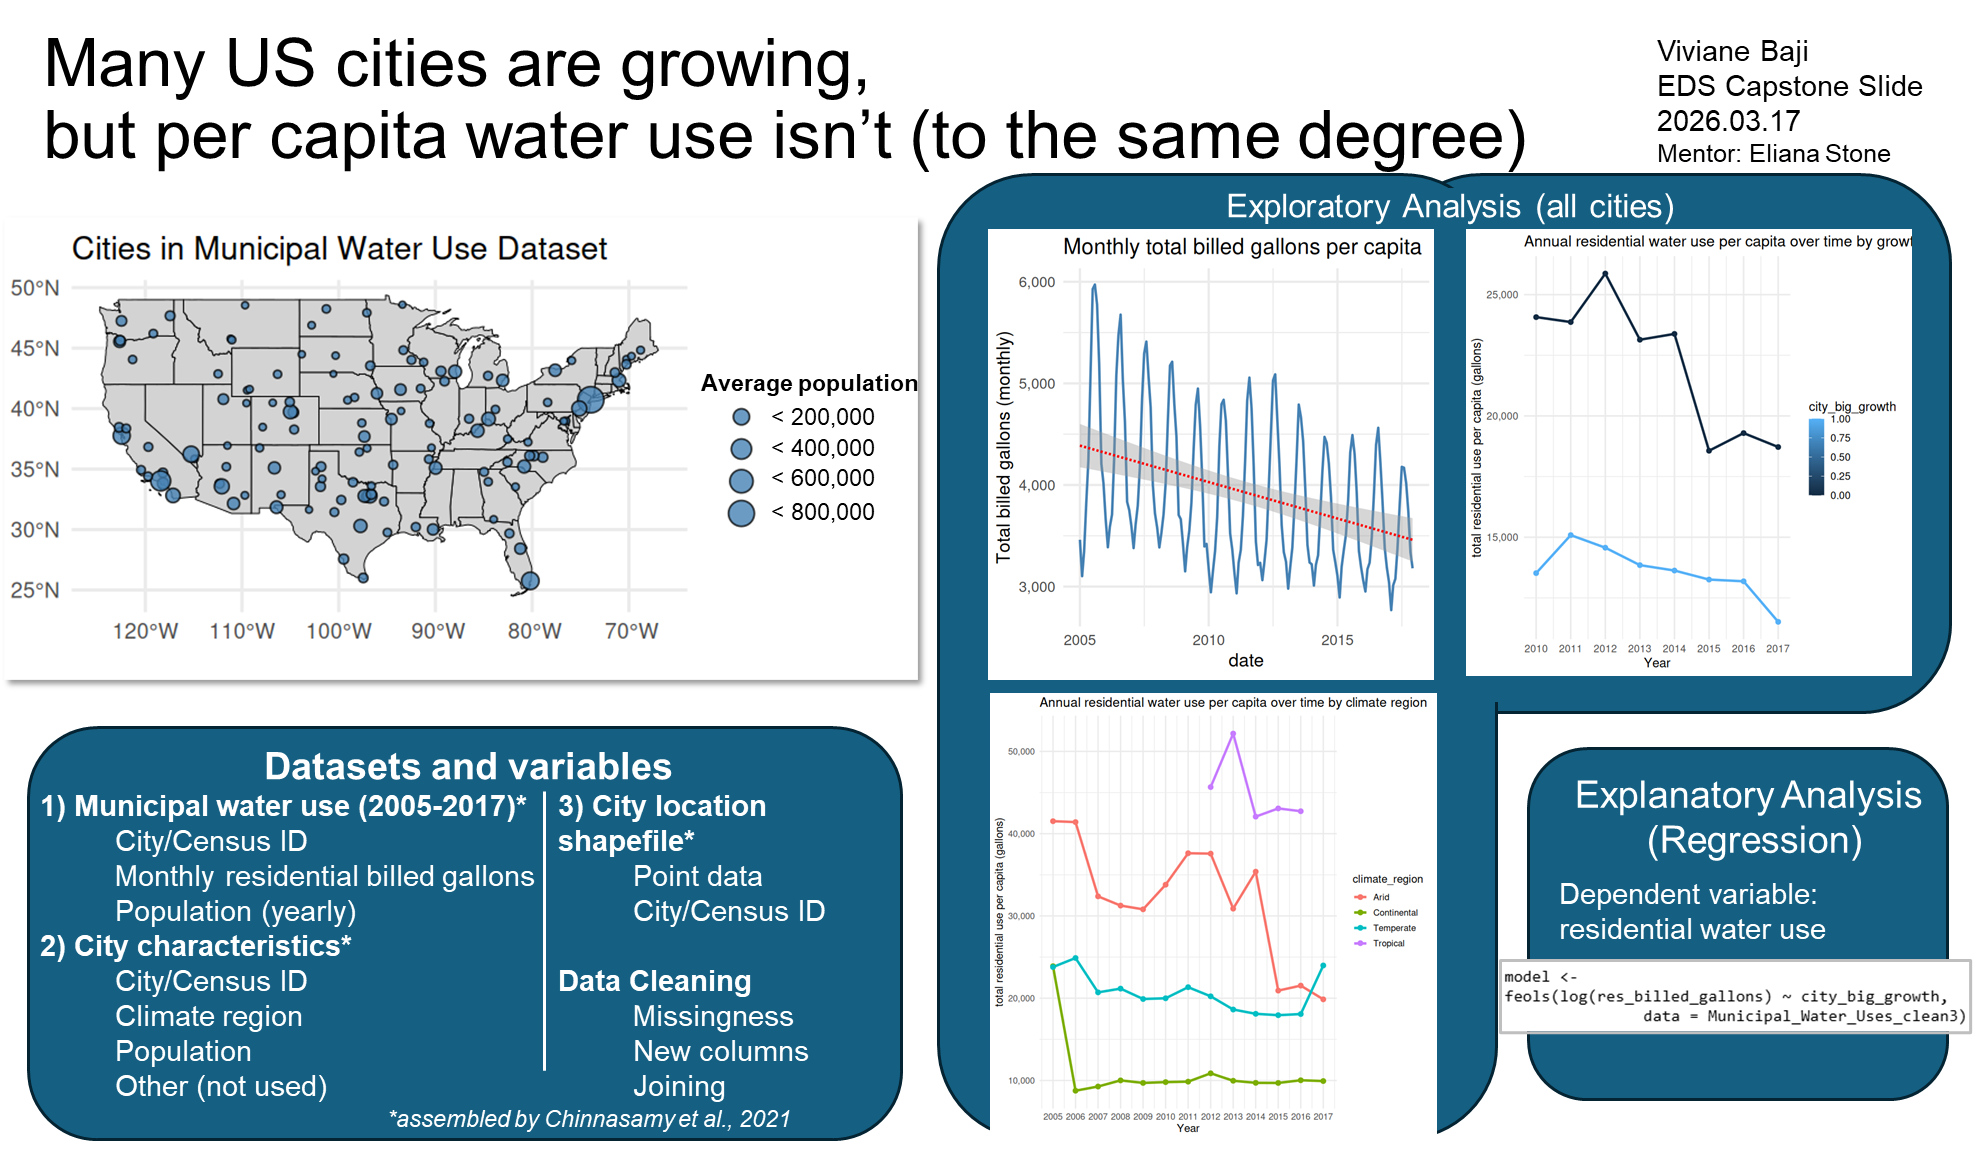 Many US cities are growing,
but per capita water use isn’t (to the same degree)
Viviane Baji
EDS Capstone Slide
2026.03.17
Mentor: Eliana Stone
Cities in Municipal Water Use Dataset
50°N
45°N
40°N
35°N
30°N
25°N
120°W 110°W 100°W 90°W 80°W 70°W
Average population
< 200,000
< 400,000
< 600,000
< 800,000
Exploratory Analysis (all cities)
Monthly total billed gallons per capita
Total billed gallons (monthly)
6,000
5,000
4,000
3,000
2005 2010 2015
date
Annual residential water use per capita over time by growt
total residential use per capita (gallons)
25,000
20,000
15,000
2010 2011 2012 2013 2014 2015 2016 2017
Year
city_big_growth
1.00
0.75
0.50
0.25
0.00
Annual residential water use per capita over time by climate region
total residential use per capita (gallons)
50,000
40,000
30,000
20,000
10,000
2005 2006 2007 2008 2009 2010 2011 2012 2013 2014 2015 2016 2017
Year
climate_region
Arid
Continental
Temperate
Tropical
Datasets and variables
1) Municipal water use (2005-2017)*
City/Census ID
Monthly residential billed gallons
Population (yearly)
2) City characteristics*
City/Census ID
Climate region
Population
Other (not used)
3) City location
shapefile*
Point data
City/Census ID
Data Cleaning
Missingness
New columns
Joining
*assembled by Chinnasamy et al., 2021
Explanatory Analysis
(Regression)
Dependent variable:
residential water use
model <-
feols(log(res_billed_gallons) ~ city_big_growth,
data = Municipal_Water_Uses_clean3)